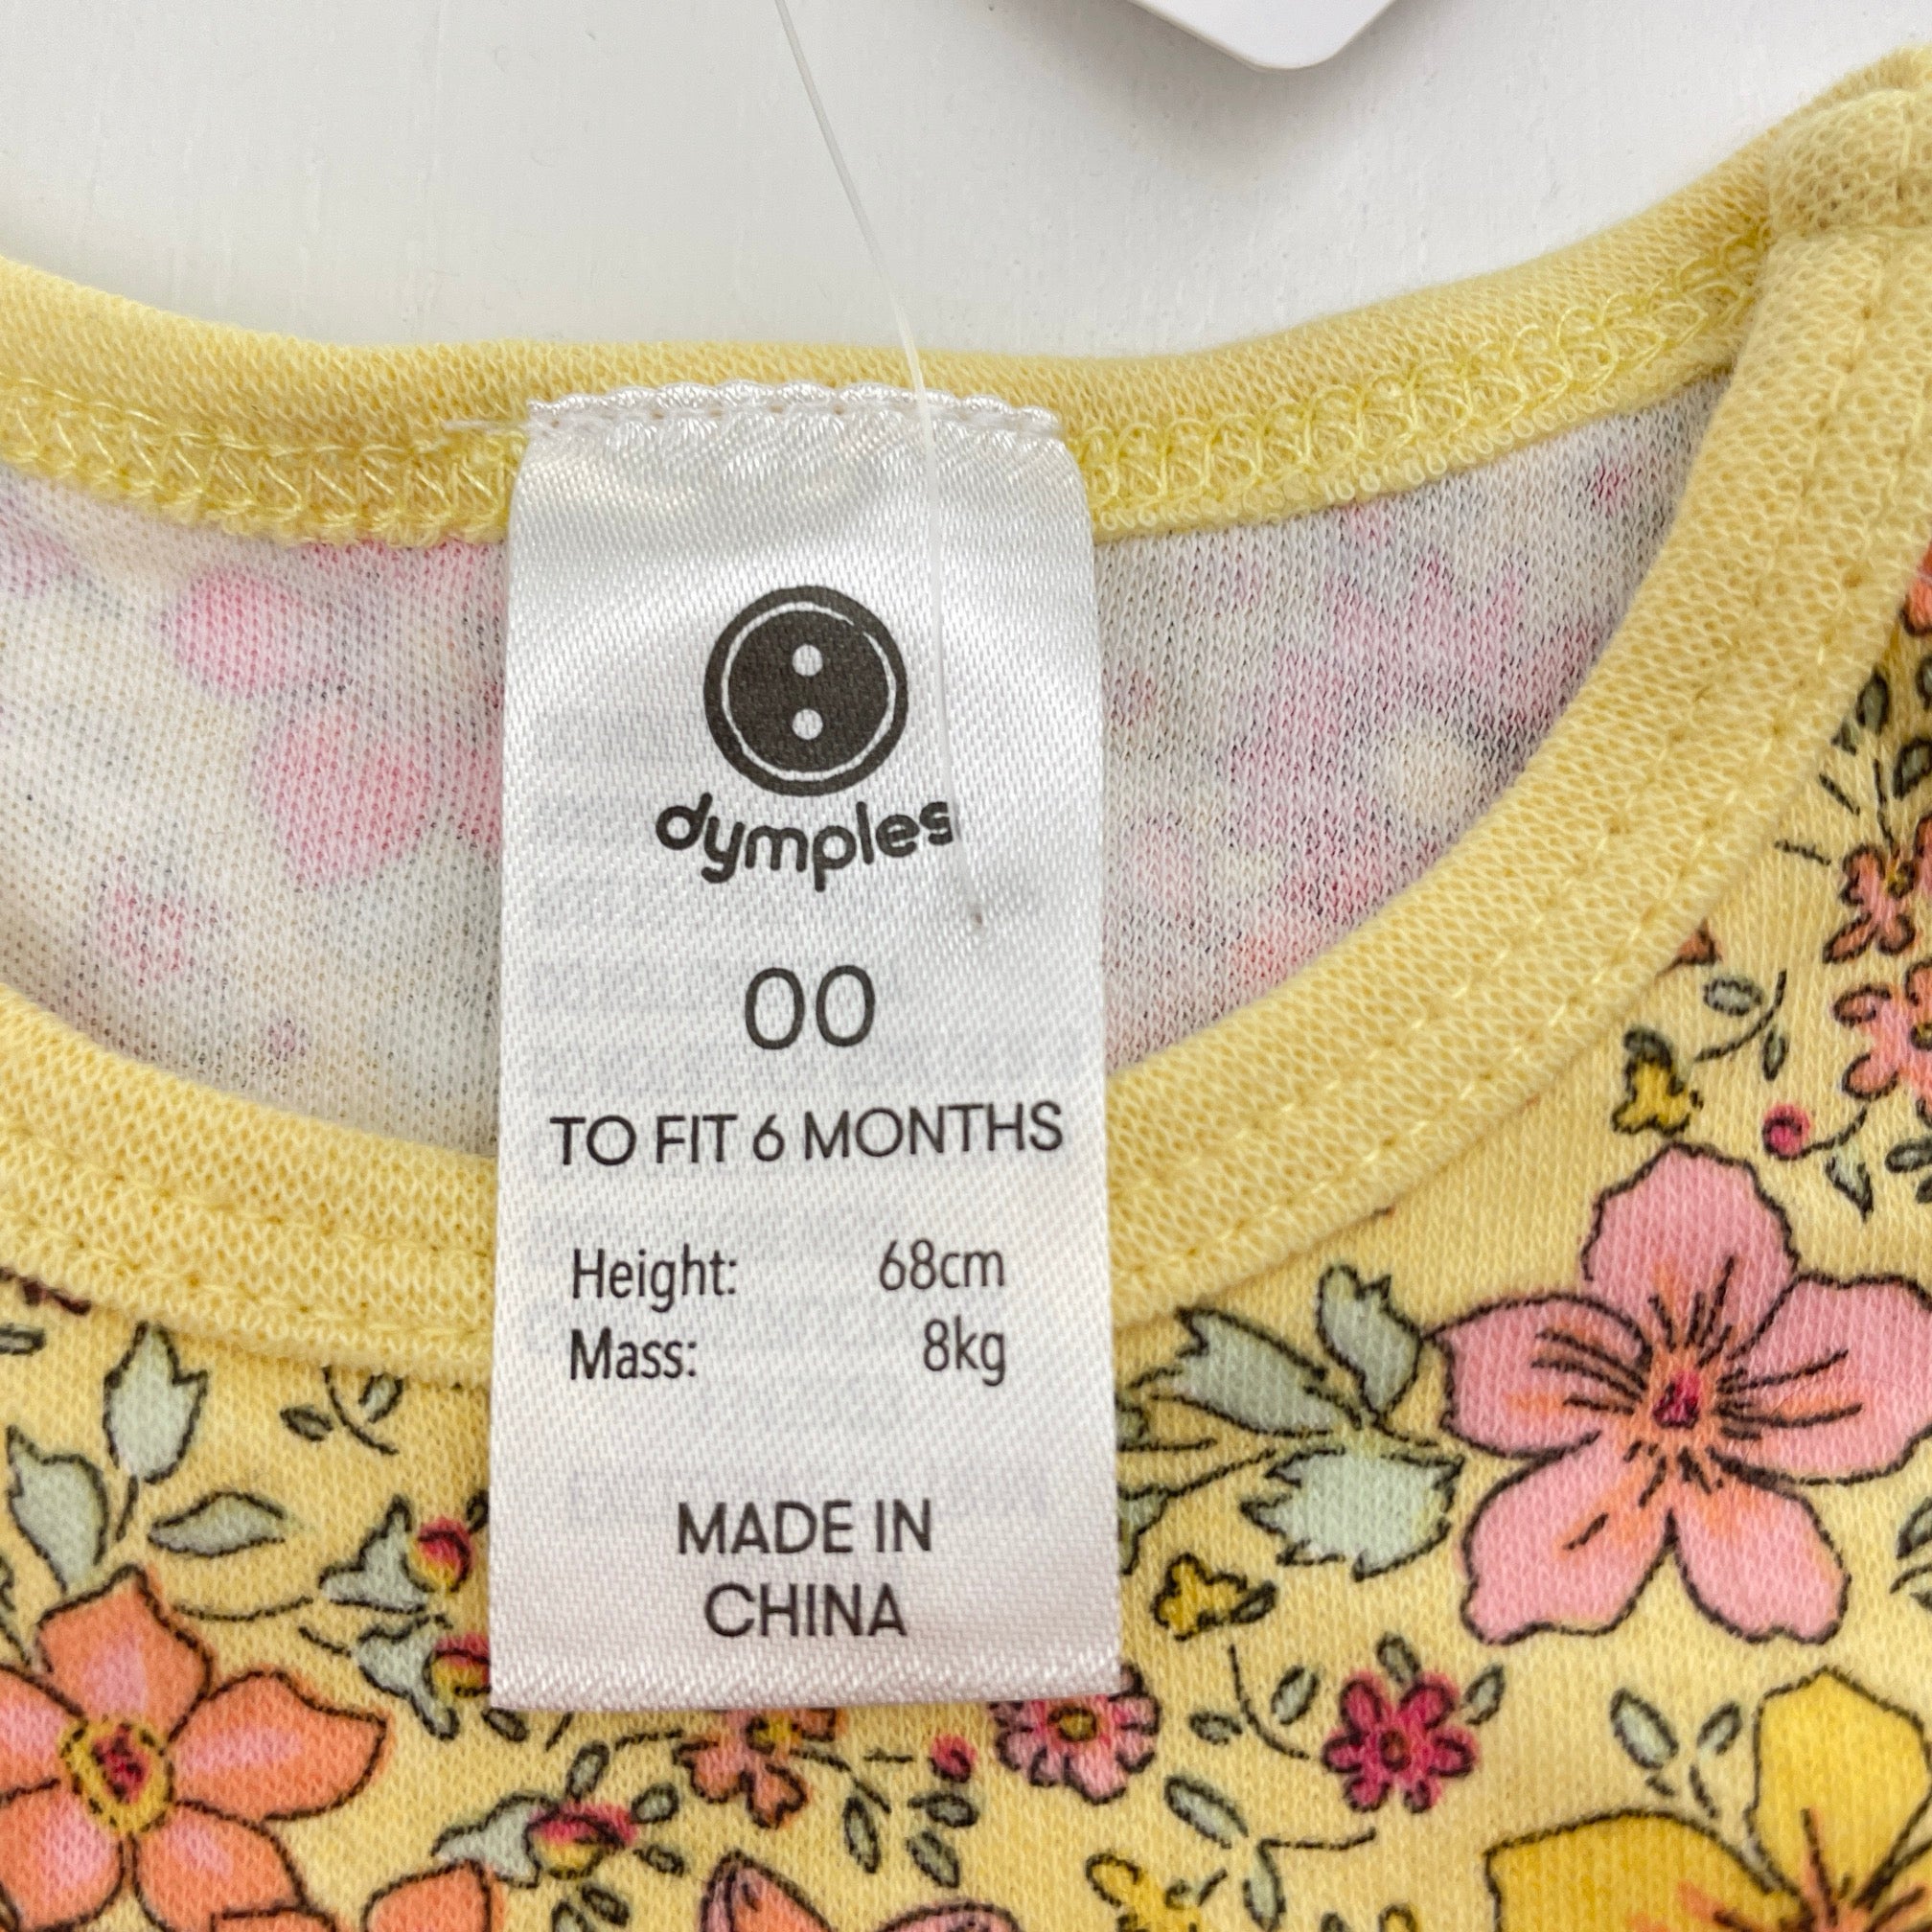 dymples
00
TO FIT 6 MONTHS
Height: 68cm
Mass: 8kg
MADE IN
CHINA